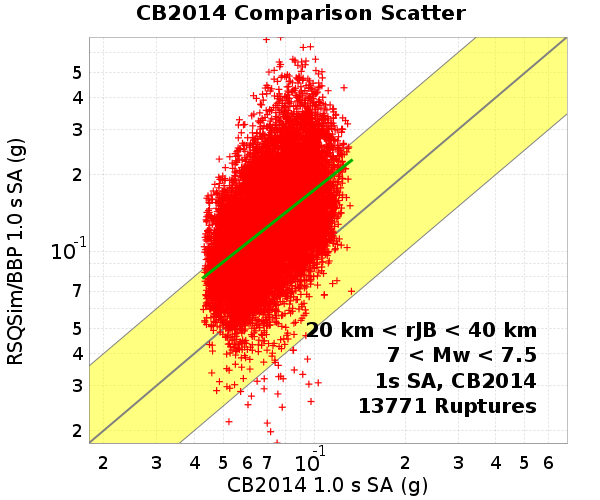 CB2014 Comparison Scatter
RSQSim/BBP 1.0 s SA (g)
5
4
3
2
10-1
7
5
4
3
2
20 km < rJB < 40 km
7 < Mw < 7.5
1s SA, CB2014
13771 Ruptures
2 3 4 5 6 7 10-1 2 3 4 5 6
CB2014 1.0 s SA (g)